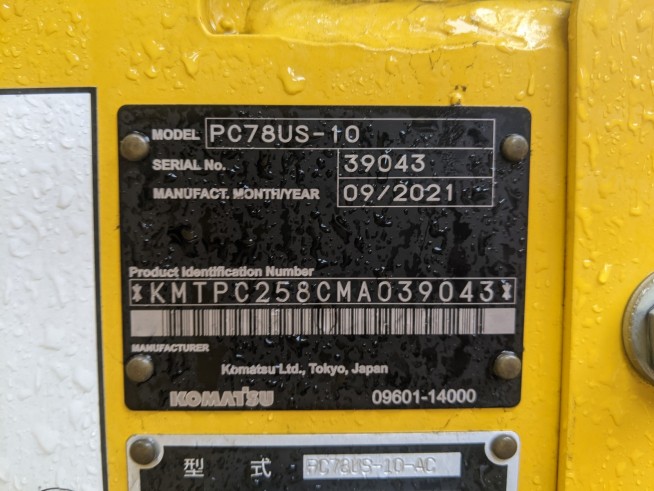 MODEL PC78US-10
SERIAL No. 39043
MANUFACT. MONTH/YEAR 09/2021
Product Identification Number
*KMTPC258CMA039043*
MANUFACTURER
Komatsu Ltd., Tokyo, Japan
KOMATSU 09601-14000
型 式 PC78US-10-AC